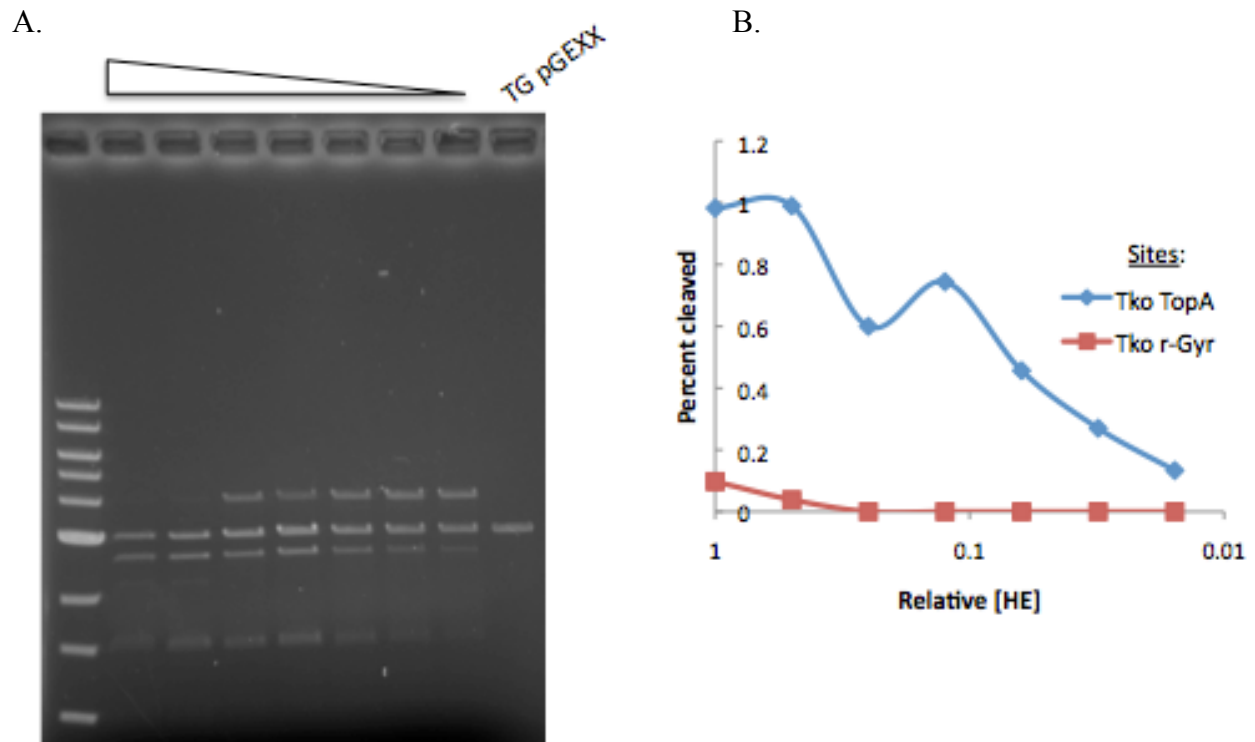 A.
TG pGEXX
B.
1.2
1
0.8
0.6
0.4
0.2
0
1
0.1
0.01
Percent cleaved
Relative [HE]
Sites:
Tko TopA
Tko r-Gyr